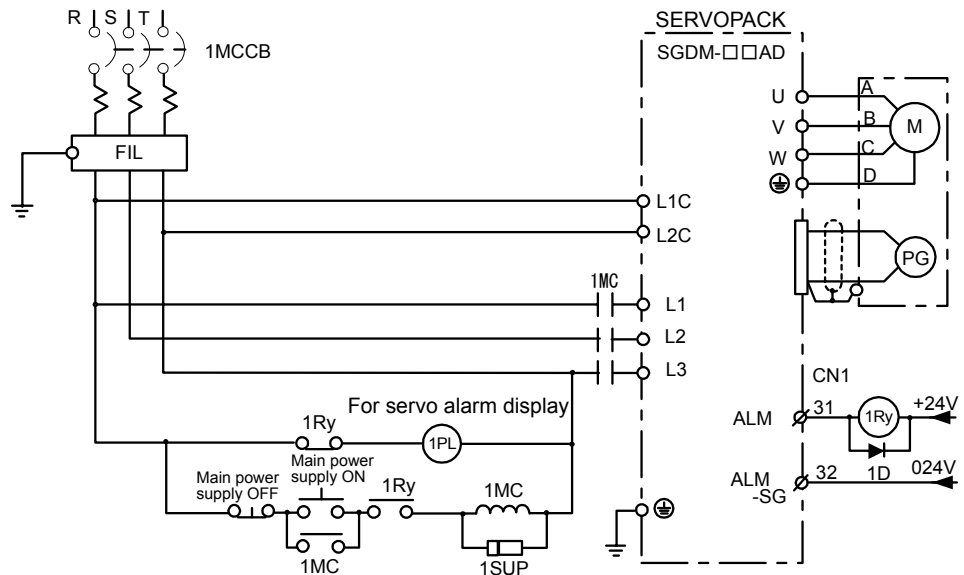 R S T
1MCCB
FIL
SERVOPACK
SGDM-□□AD
U
V
W
A
B
C
D
M
L1C
L2C
PG
1MC
L1
L2
L3
CN1
For servo alarm display
1Ry
1PL
ALM
31
1Ry
+24V
Main power
supply OFF
Main power
supply ON
1Ry
1MC
1MC
1SUP
ALM
-SG
32
1D
024V